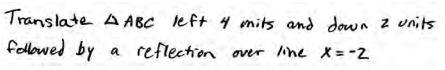 Translate △ ABC left 4 units and down 2 units
followed by a reflection over line x = -2